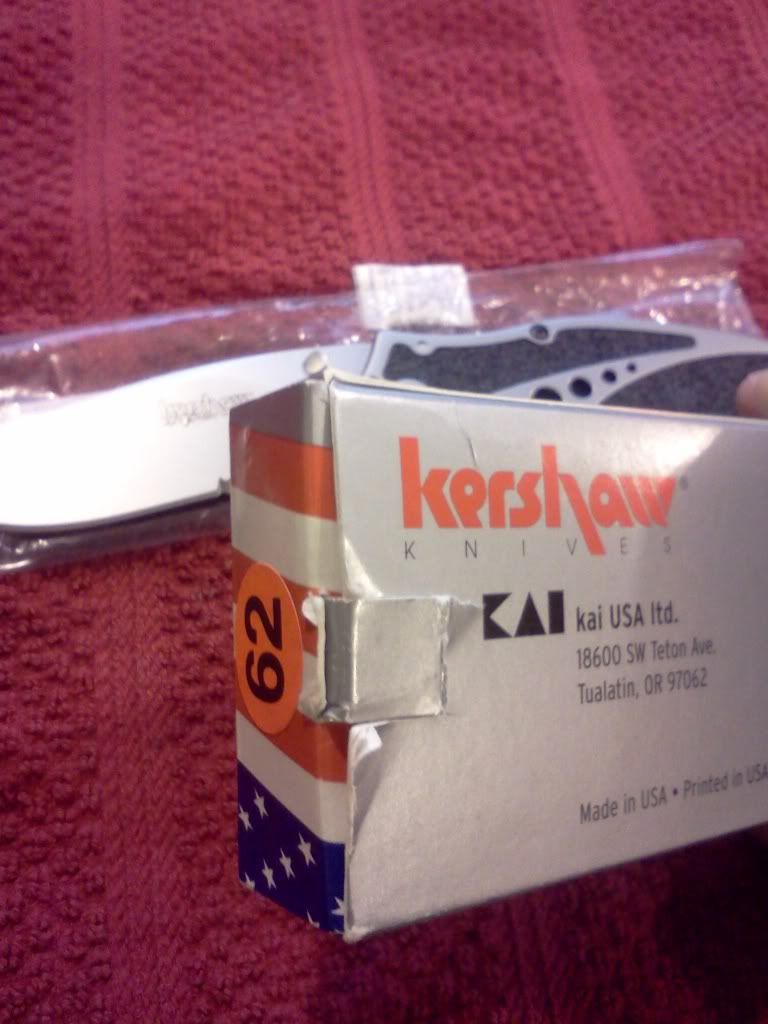 kershaw
kershaw®
KNIVES
KAI kai USA ltd.
18600 SW Teton Ave.
Tualatin, OR 97062
62
Made in USA • Printed in USA